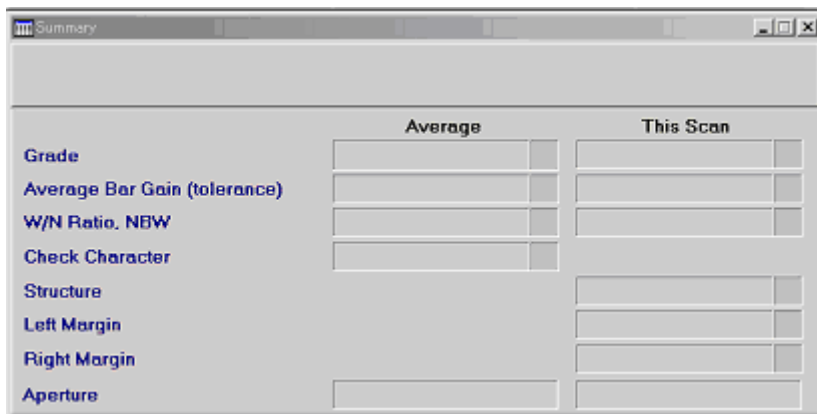 Summary
Average This Scan
Grade
Average Bar Gain (tolerance)
W/N Ratio, NBW
Check Character
Structure
Left Margin
Right Margin
Aperture